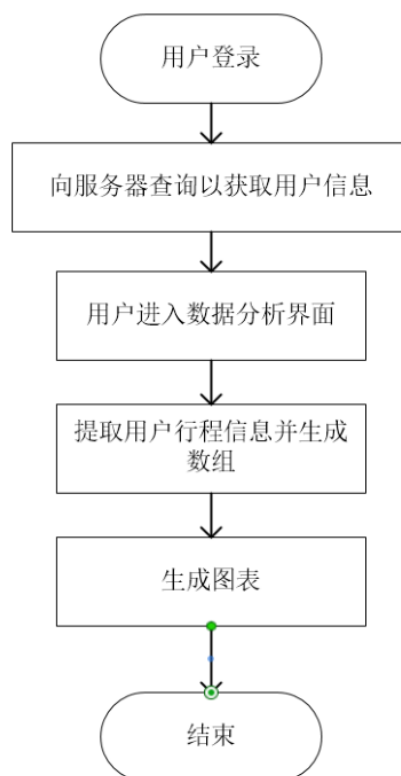 用户登录
向服务器查询以获取用户信息
用户进入数据分析界面
提取用户行程信息并生成
数组
生成图表
结束